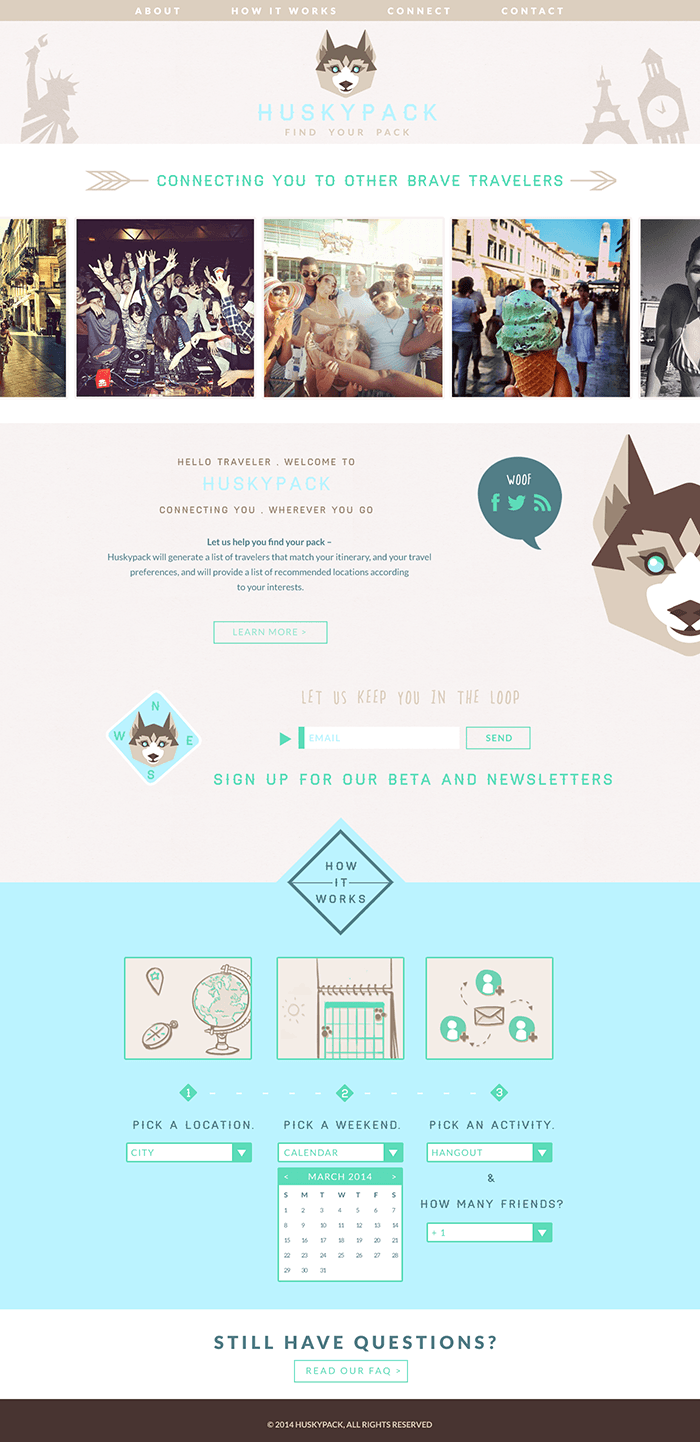 ABOUT HOW IT WORKS CONNECT CONTACT
HUSKYPACK
FIND YOUR PACK
CONNECTING YOU TO OTHER BRAVE TRAVELERS
HELLO TRAVELER . WELCOME TO
HUSKYPACK
CONNECTING YOU . WHEREVER YOU GO
Let us help you find your pack –
Huskypack will generate a list of travelers that match your itinerary, and your travel
preferences, and will provide a list of recommended locations according
to your interests.
LEARN MORE >
WOOF
N
W E
S
LET US KEEP YOU IN THE LOOP
EMAIL SEND
SIGN UP FOR OUR BETA AND NEWSLETTERS
HOW
IT
WORKS
1 2 3
PICK A LOCATION. PICK A WEEKEND. PICK AN ACTIVITY.
CITY CALENDAR HANGOUT
< MARCH 2014 >
S M T W T F S
1 2 3 4 5 6 7
8 9 10 11 12 13 14
15 16 17 18 19 20 21
22 23 24 25 26 27 28
29 30 31
&
HOW MANY FRIENDS?
+ 1
STILL HAVE QUESTIONS?
READ OUR FAQ >
© 2014 HUSKYPACK, ALL RIGHTS RESERVED